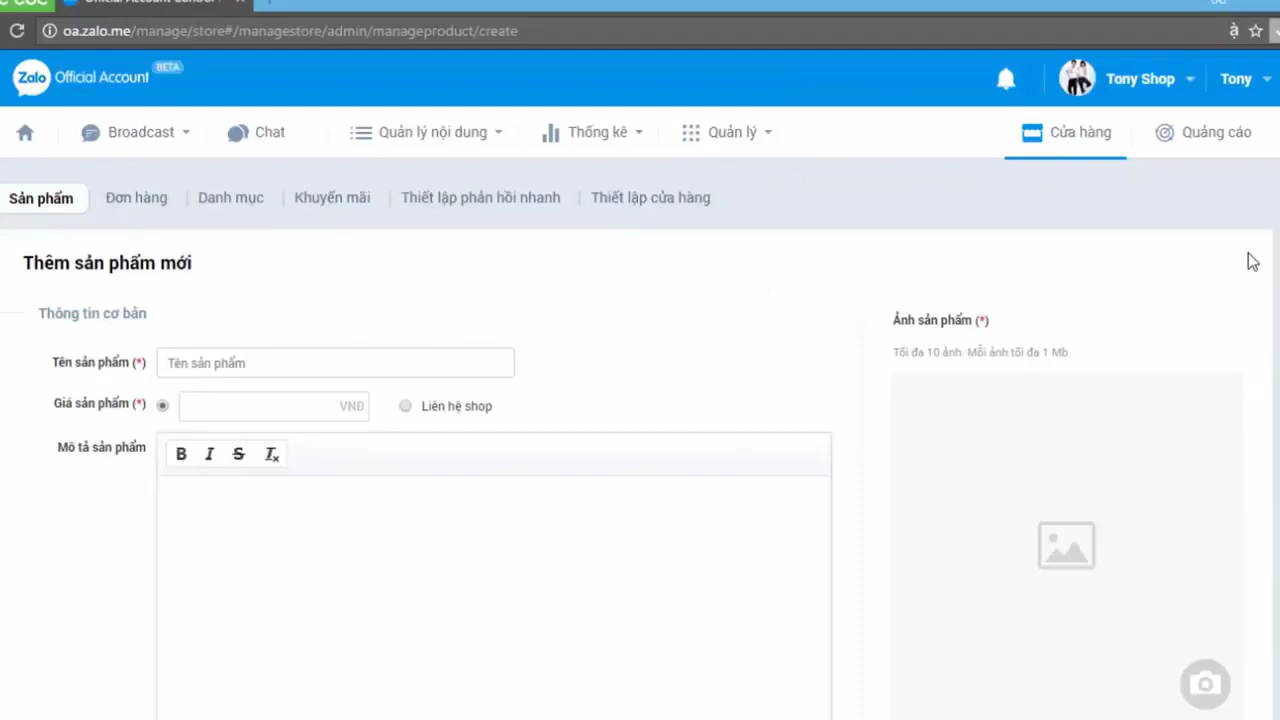 oa.zalo.me/manage/store#/managestore/admin/manageproduct/create
Zalo Official Account BETA
Tony Shop
Tony
Broadcast
Chat
Quản lý nội dung
Thống kê
Quản lý
Cửa hàng
Quảng cáo
Sản phẩm
Đơn hàng
Danh mục
Khuyến mãi
Thiết lập phản hồi nhanh
Thiết lập cửa hàng
Thêm sản phẩm mới
Thông tin cơ bản
Ảnh sản phẩm (*)
Tối đa 10 ảnh. Mỗi ảnh tối đa 1 Mb
Tên sản phẩm (*) Tên sản phẩm
Giá sản phẩm (*) VND Liên hệ shop
Mô tả sản phẩm
B I S Tx